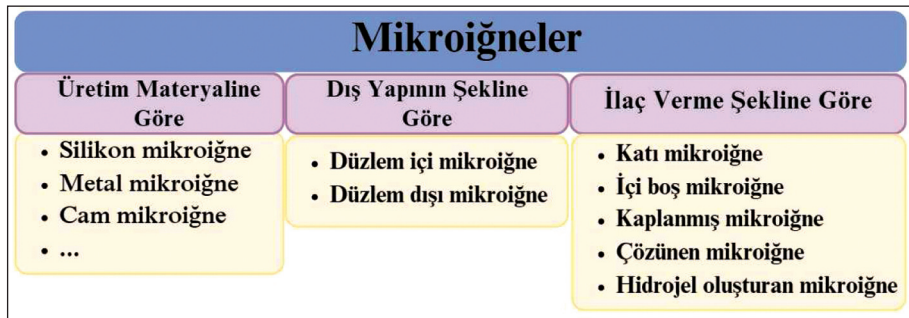 Mikroiğneler
Üretim Materyaline
Göre
• Silikon mikroiğne
• Metal mikroiğne
• Cam mikroiğne
• ...
Dış Yapının Şekline
Göre
• Düzlem içi mikroiğne
• Düzlem dışı mikroiğne
İlaç Verme Şekline Göre
• Katı mikroiğne
• İçi boş mikroiğne
• Kaplanmış mikroiğne
• Çözünen mikroiğne
• Hidrojel oluşturan mikroiğne